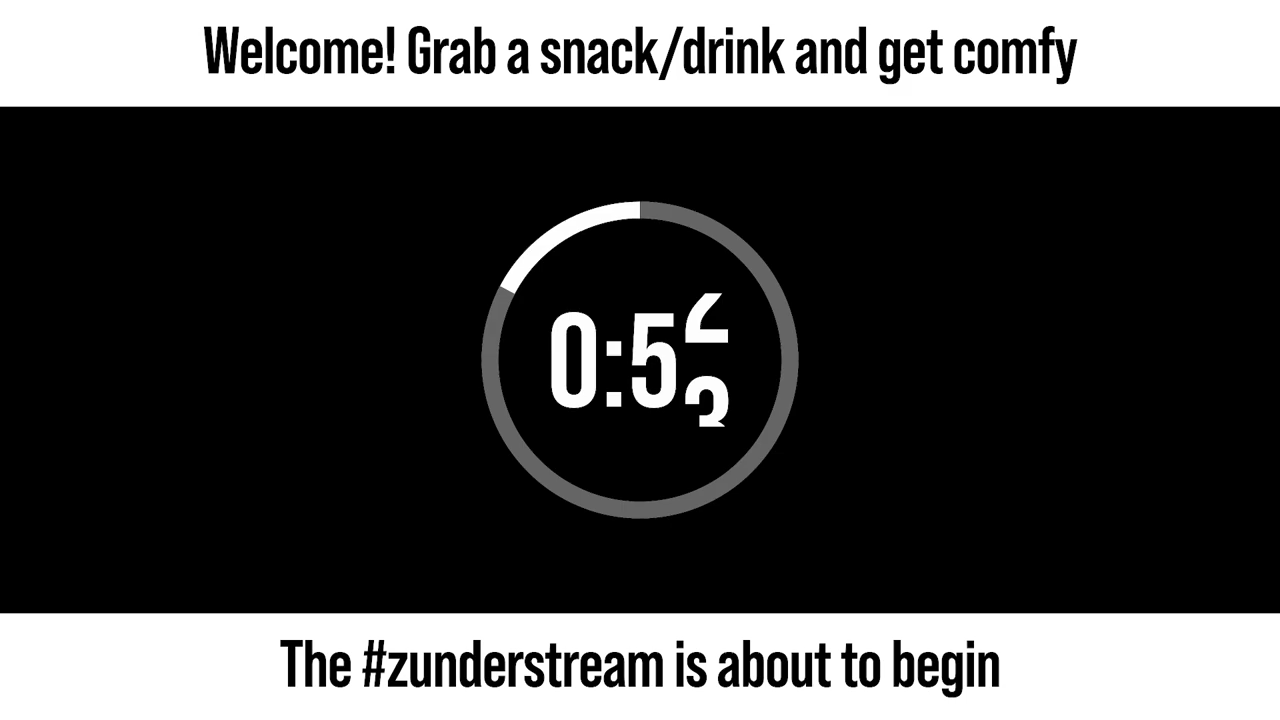 Welcome! Grab a snack/drink and get comfy
0:5
The #zunderstream is about to begin